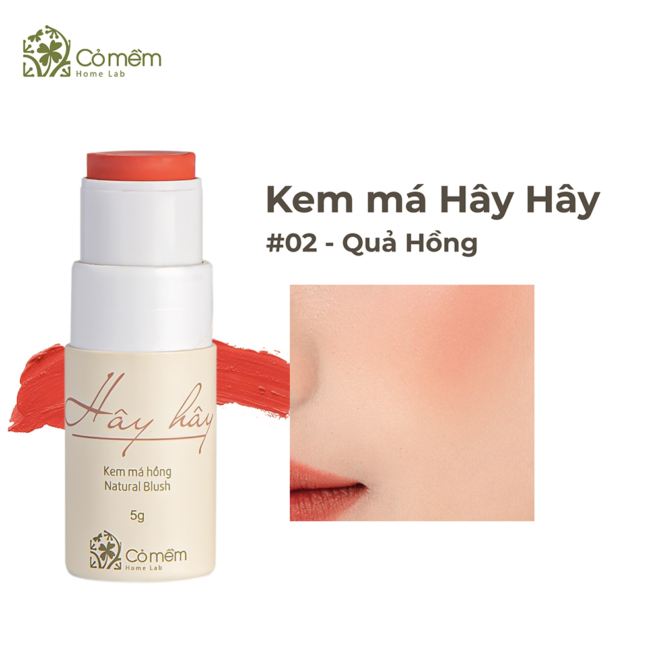 Cỏ mềm
Home Lab
Kem má Hây Hây
#02 - Quả Hồng
Hây hây
Kem má hồng
Natural Blush
5g
Cỏ mềm
Home Lab